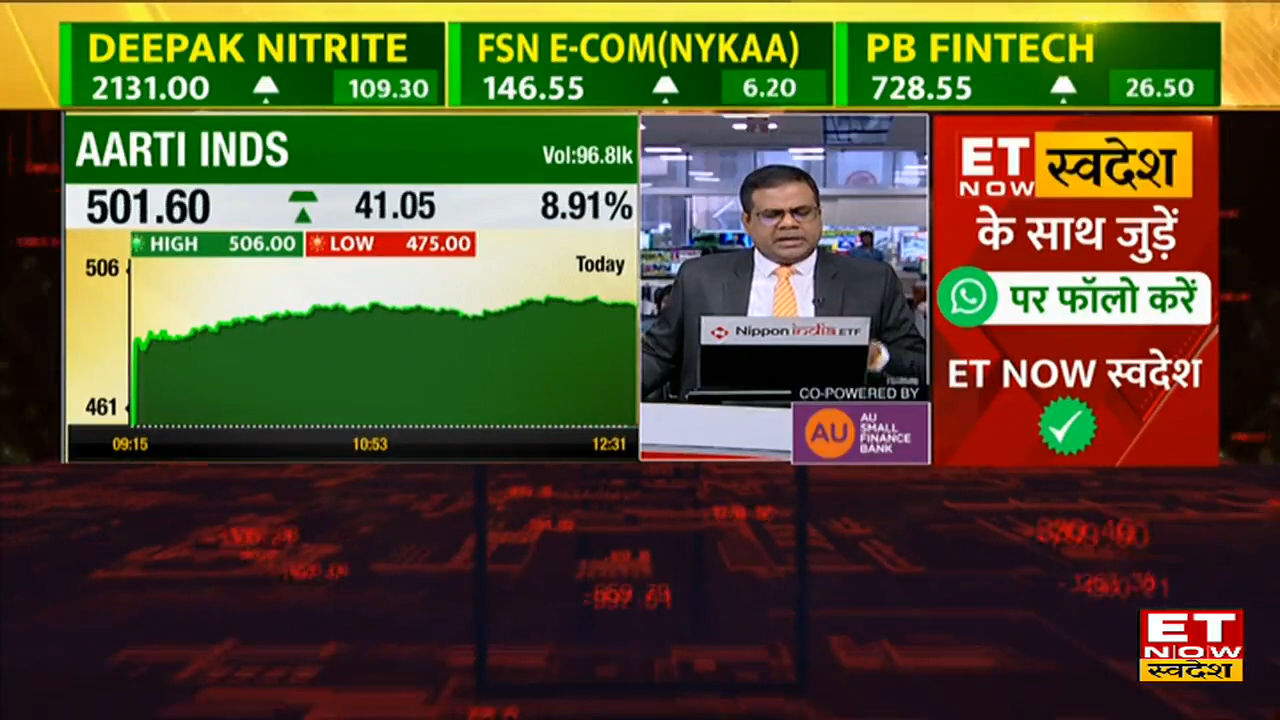 DEEPAK NITRITE
2131.00 109.30
FSN E-COM(NYKAA)
146.55 6.20
PB FINTECH
728.55 26.50
AARTI INDS
Vol:96.8lk
501.60 41.05 8.91%
HIGH 506.00 LOW 475.00
Today
506
461
09:15 10:53 12:31
Nippon india ETF
CO-POWERED BY
AU
AU
SMALL
FINANCE
BANK
ET
NOW
स्वदेश
के साथ जुड़ें
पर फॉलो करें
ET NOW स्वदेश
ET
NOW
स्वदेश